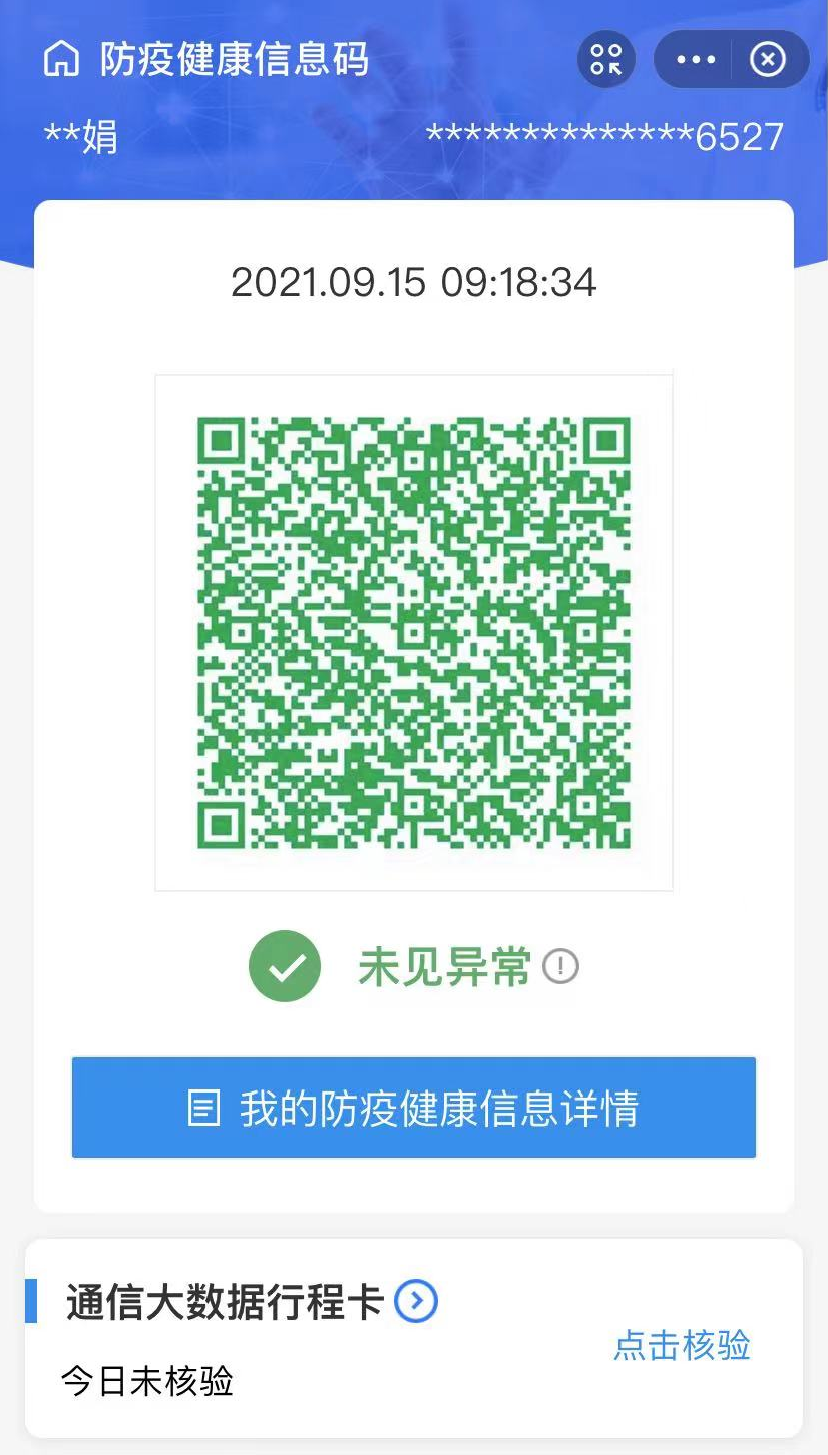 防疫健康信息码
**娟
**************6527
2021.09.15 09:18:34
未见异常
我的防疫健康信息详情
通信大数据行程卡
点击核验
今日未核验